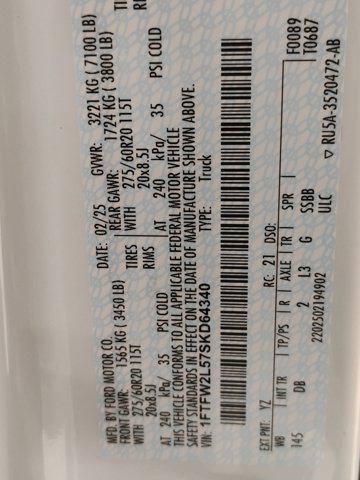 MFD. BY FORD MOTOR CO.
DATE: 02/25 GVWR: 3221 KG ( 7100 LB)
FRONT GAWR: 1565 KG ( 3450 LB) REAR GAWR: 1724 KG ( 3800 LB)
WITH 275/60R20 115T TIRES WITH 275/60R20 115T
20x8.5J RIMS 20x8.5J
AT 240 kPa/ 35 PSI COLD AT 240 kPa/ 35 PSI COLD
THIS VEHICLE CONFORMS TO ALL APPLICABLE FEDERAL MOTOR VEHICLE
SAFETY STANDARDS IN EFFECT ON THE DATE OF MANUFACTURE SHOWN ABOVE.
VIN: 1FTFW2L57SKD64340 TYPE: Truck
F0089
T0687
EXT PNT: YZ RC: 21 DSO:
WB INT TR TP/PS R AXLE TR SPR
145 DB 2 L3 G SSBB
2202502194902 ULC
▽ RU5A-3520472-AB